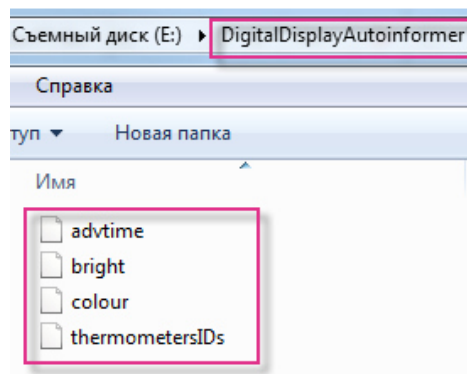 Съемный диск (E:) ▸ DigitalDisplayAutoinformer
Справка
туп ▾ Новая папка
Имя
advtime
bright
colour
thermometersIDs